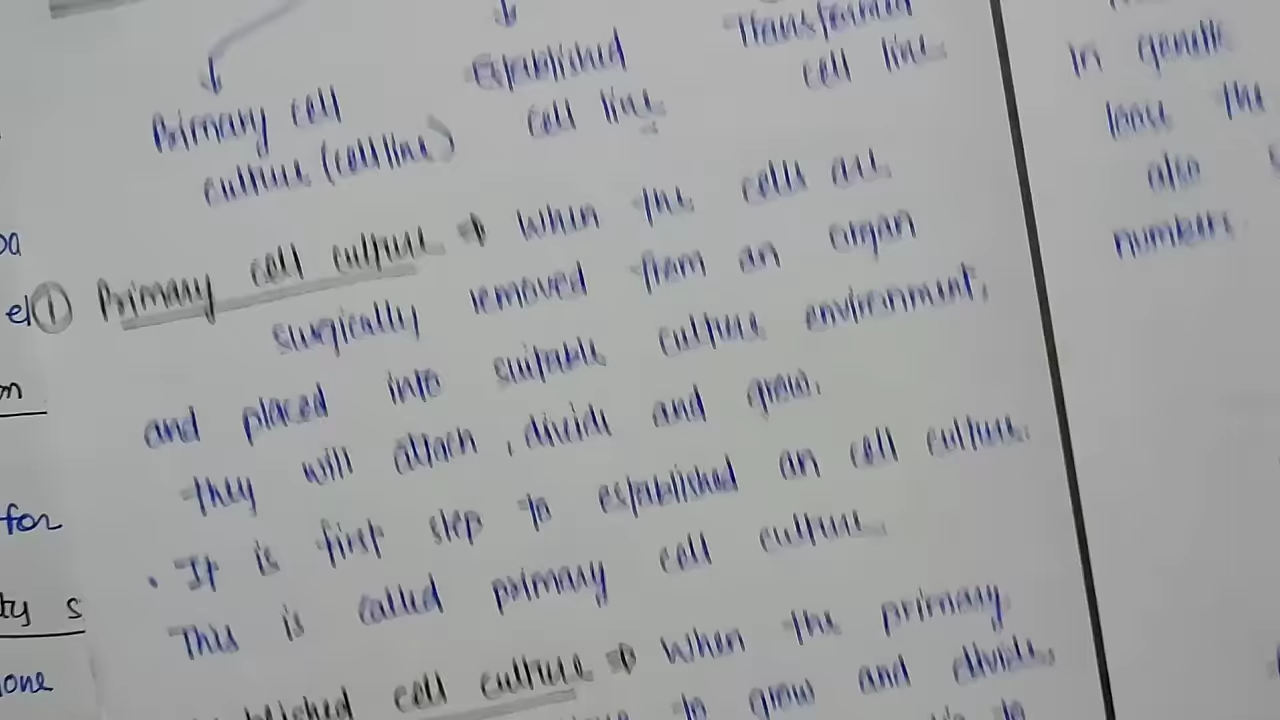 Primary cell
culture (cell line)
Established
cell line
Transformed
cell line
① Primary cell culture ⇒ When the cells are
surgically removed from an organ
and placed into suitable culture environment,
they will attach, divide and grow.
• It is first step to established an cell culture.
This is called primary cell culture.
cell culture ⇒ When the primary
to grow and divide,
to
for
In genetic
least the
also
numbers